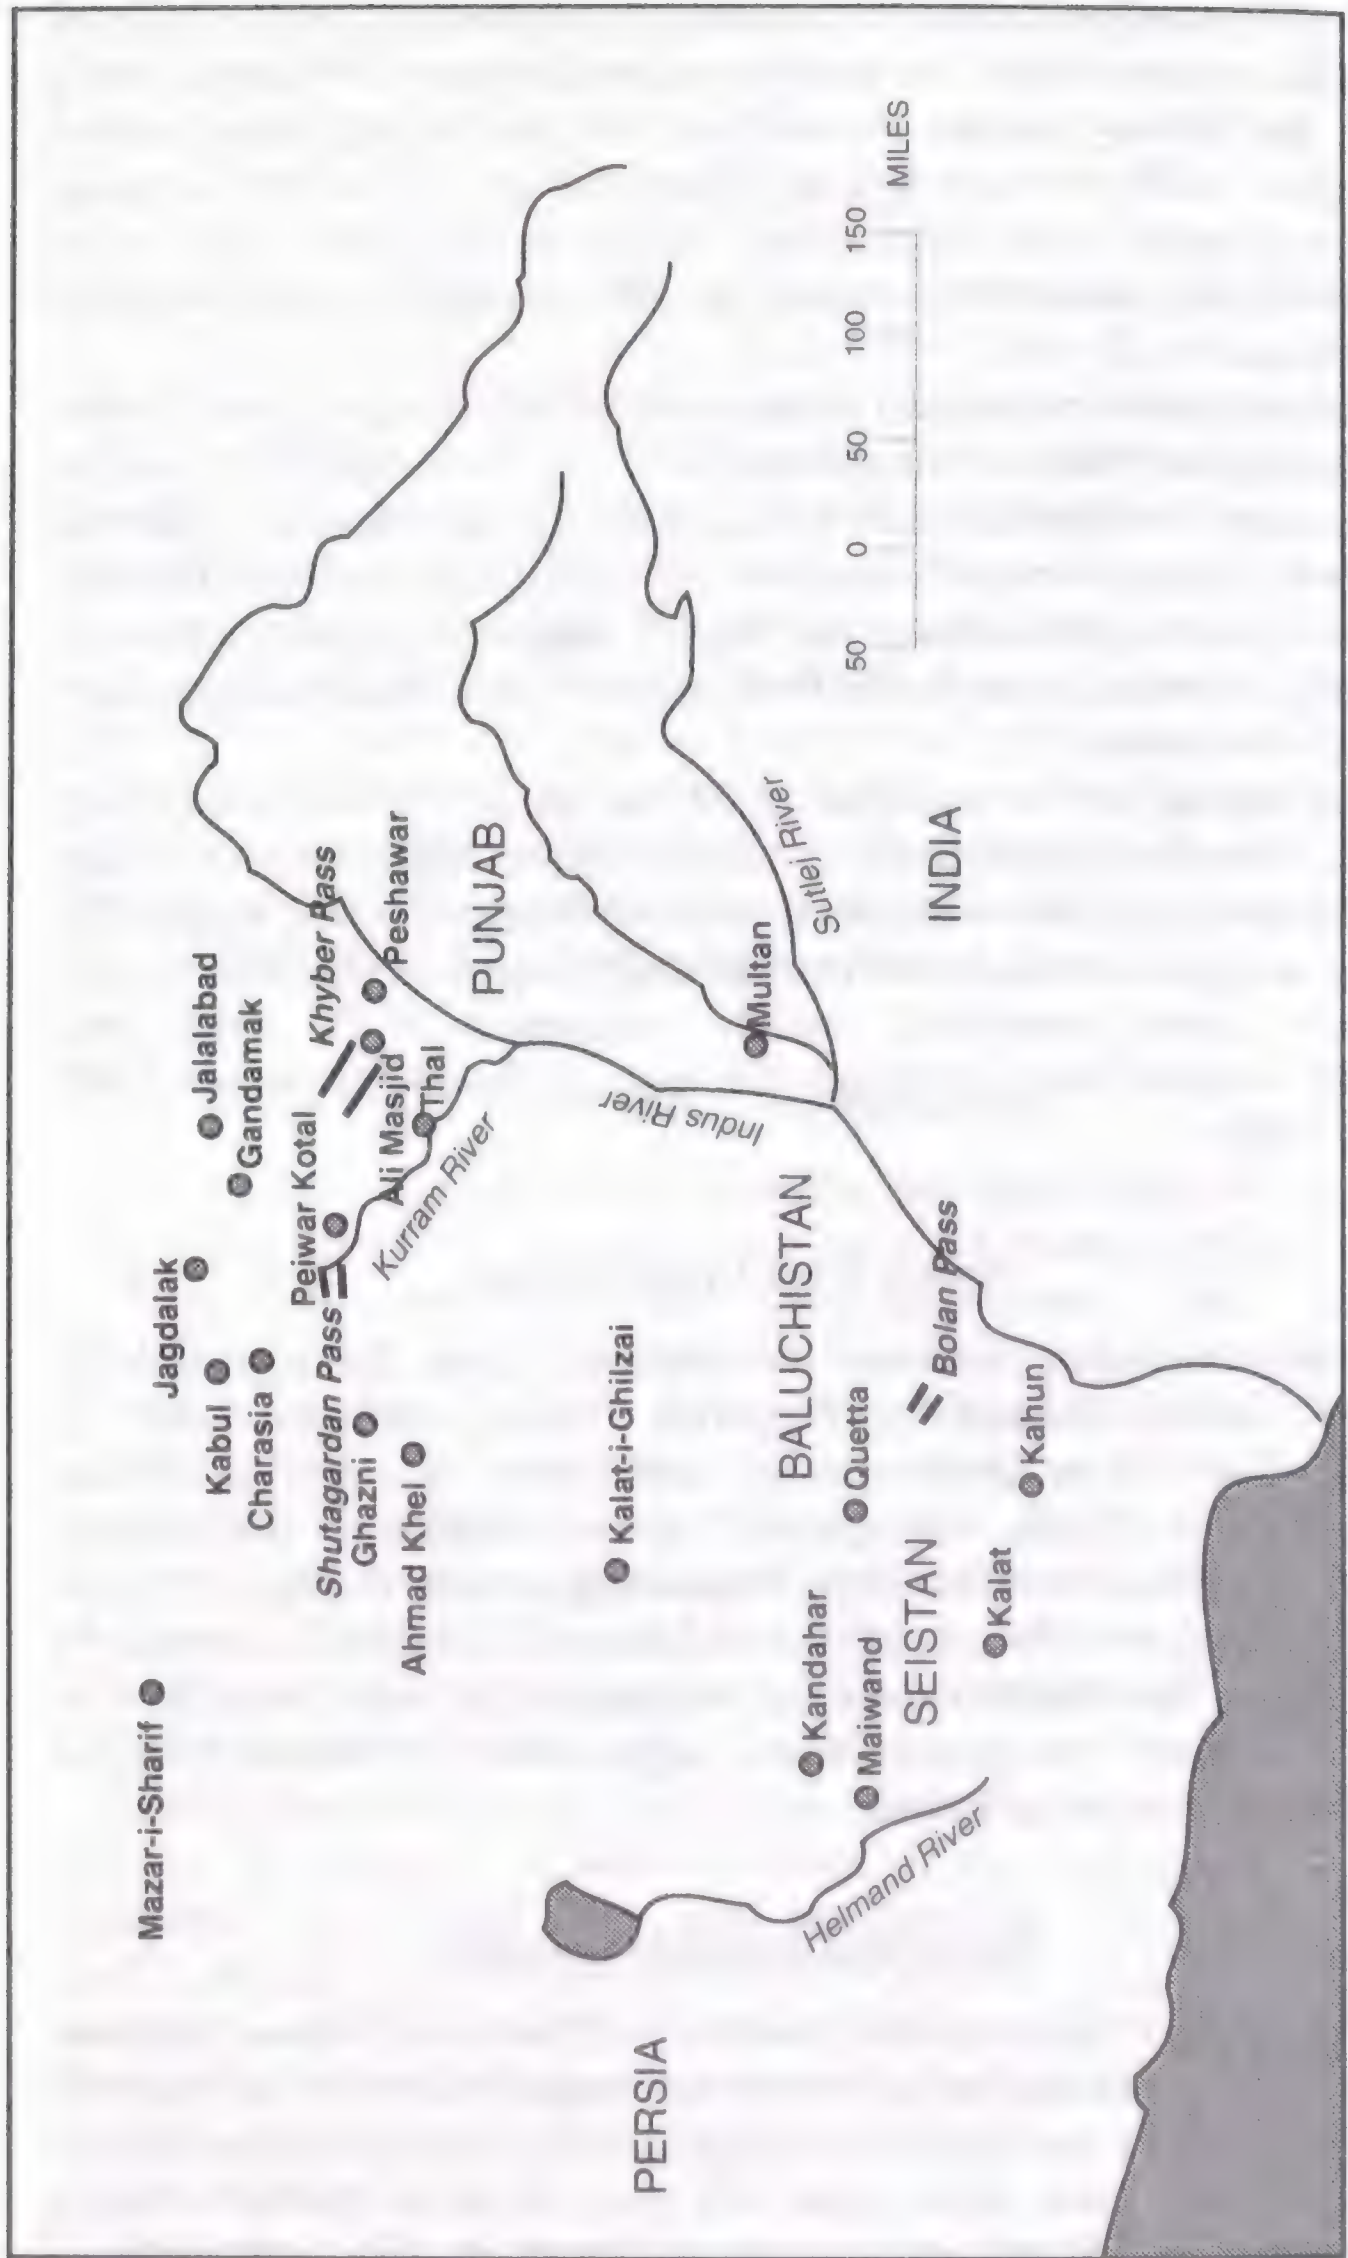 Mazar-i-Sharif
Jagdalak
Jalalabad
Kabul
Gandamak
Charasia
Khyber Pass
Peiwar Kotal
Shutagardan Pass
Ghazni
Peshawar
Ali Masjid
Ahmad Khel
Thal
Kurram River
PUNJAB
Kalat-i-Ghilzai
Indus River
PERSIA
Multan
Sutlej River
BALUCHISTAN
Kandahar
Quetta
Maiwand
Helmand River
SEISTAN
Bolan Pass
INDIA
Kalat
Kahun
50 0 50 100 150
MILES